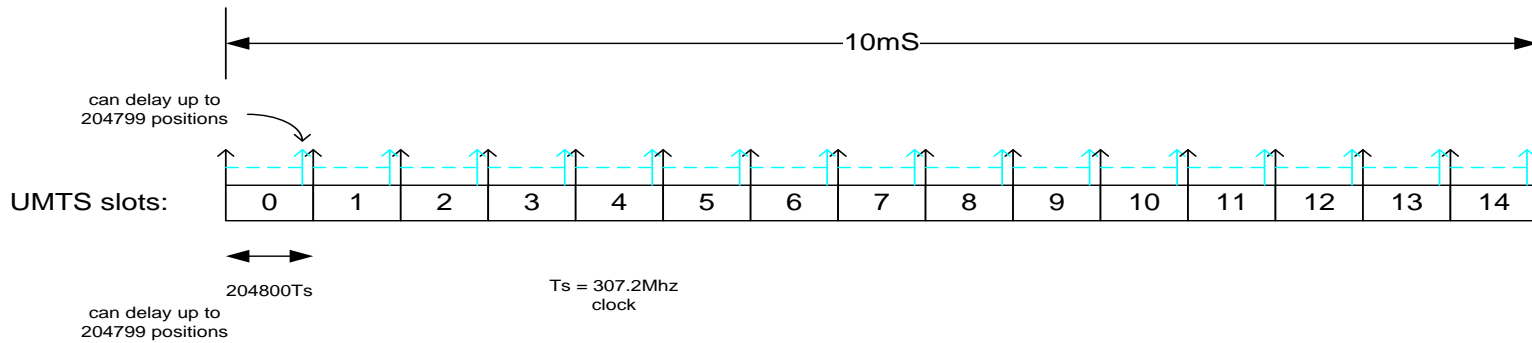 10mS
can delay up to
204799 positions
UMTS slots: 0 1 2 3 4 5 6 7 8 9 10 11 12 13 14
204800Ts
Ts = 307.2Mhz
clock
can delay up to
204799 positions